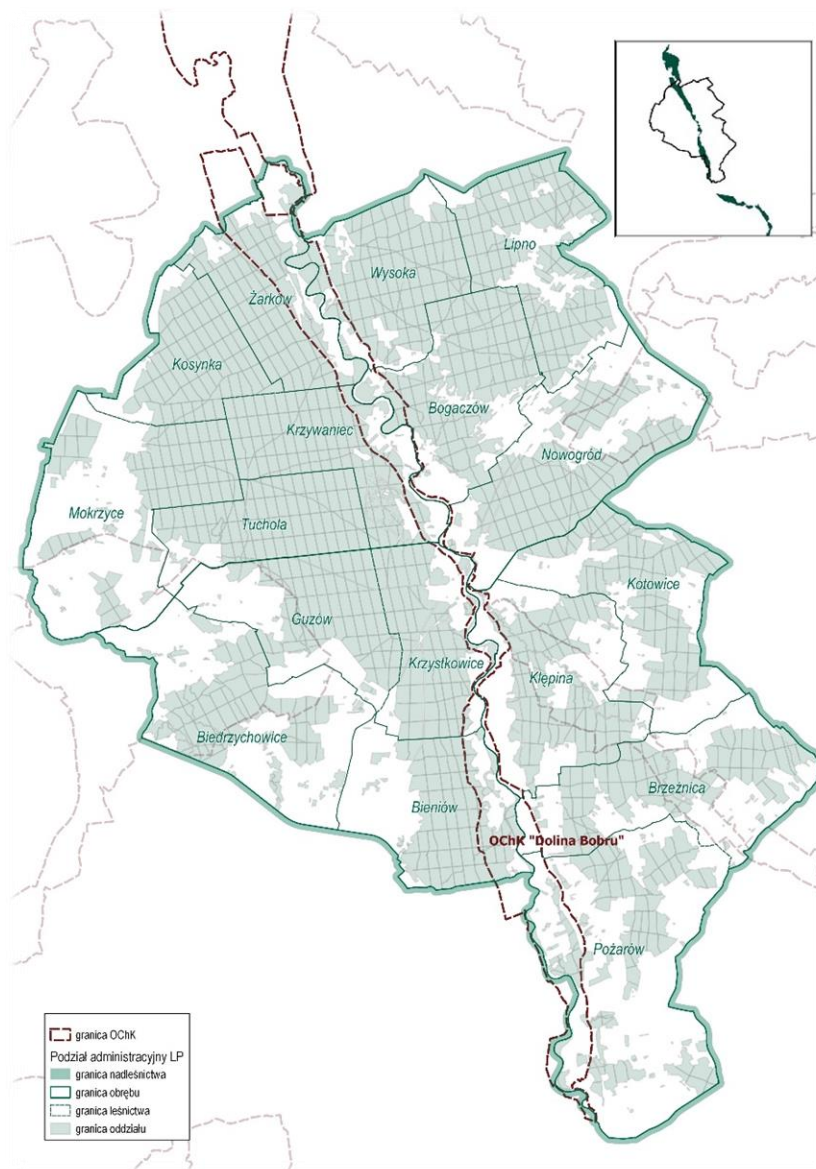 Lipno
Wysoka
Żarków
Kosynka
Bogaczów
Krzywaniec
Nowogród
Mokrzyce
Tuchola
Kotowice
Guzów
Krzystkowice
Klępina
Biedrzychowice
Brzeźnica
Bieniów
OChK "Dolina Bobru"
Pożarów
granica OChK
Podział administracyjny LP
granica nadleśnictwa
granica obrębu
granica leśnictwa
granica oddziału